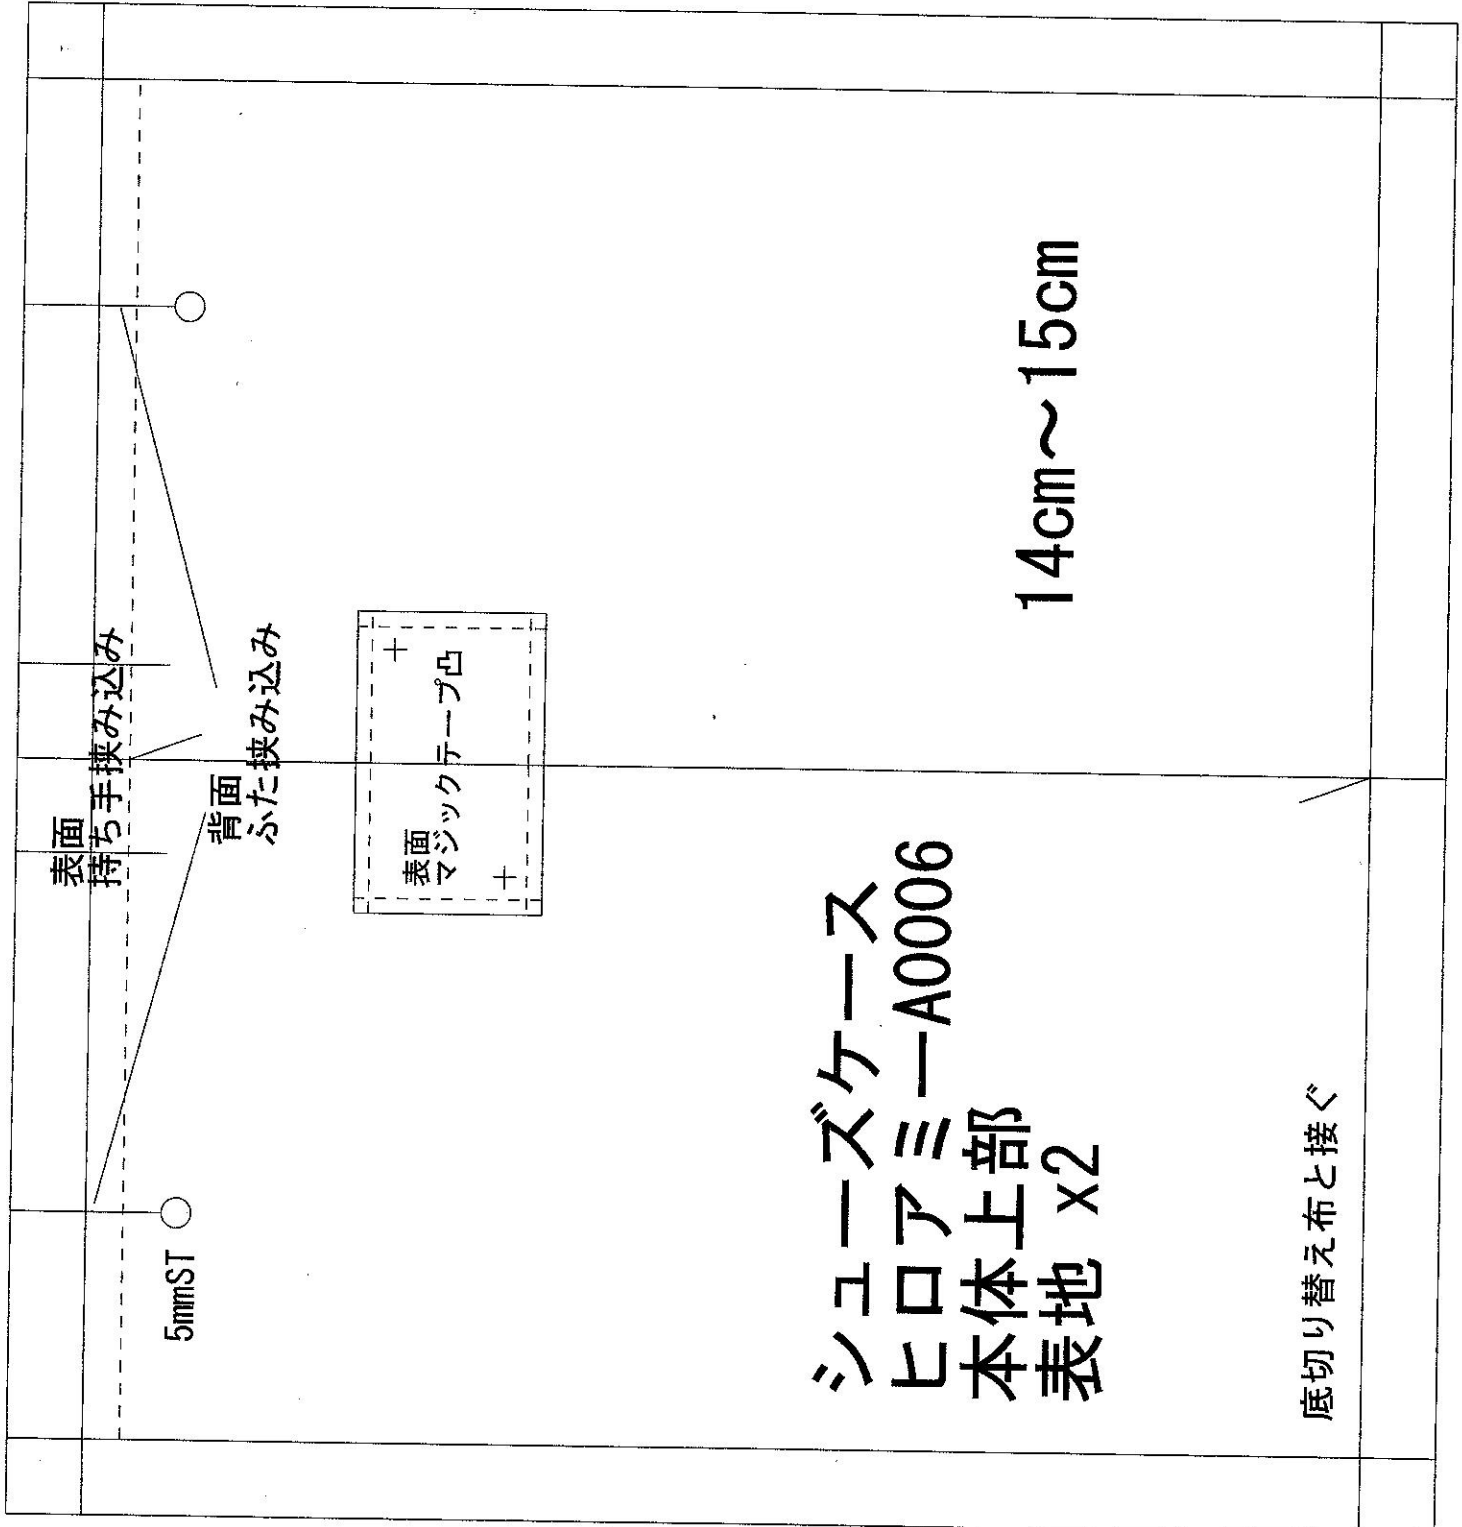 表面
持ち手挟み込み
背面
ふた挟み込み
5mmST
表面
マジックテープ凸
シューズケース
ヒロアミーA0006
本体上部
表地 x2
14cm～15cm
底切り替え布と接ぐ